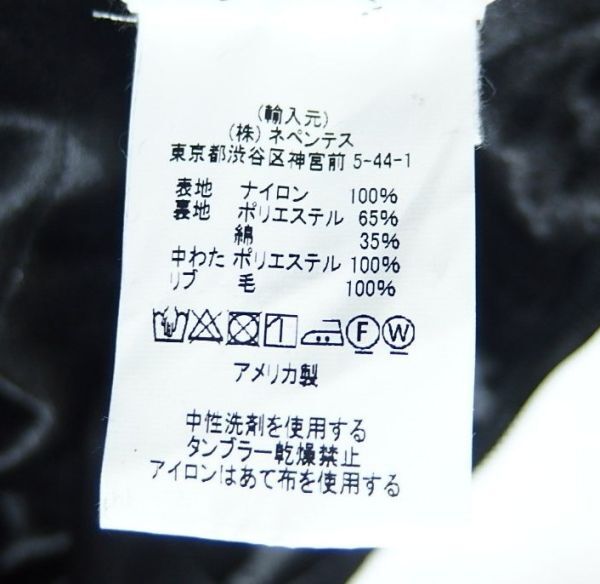 (輸入元)
(株) ネペンテス
東京都渋谷区神宮前 5-44-1
表地 ナイロン 100%
裏地 ポリエステル 65%
綿 35%
中わた ポリエステル 100%
リブ 毛 100%
F W
アメリカ製
中性洗剤を使用する
タンブラー乾燥禁止
アイロンはあて布を使用する